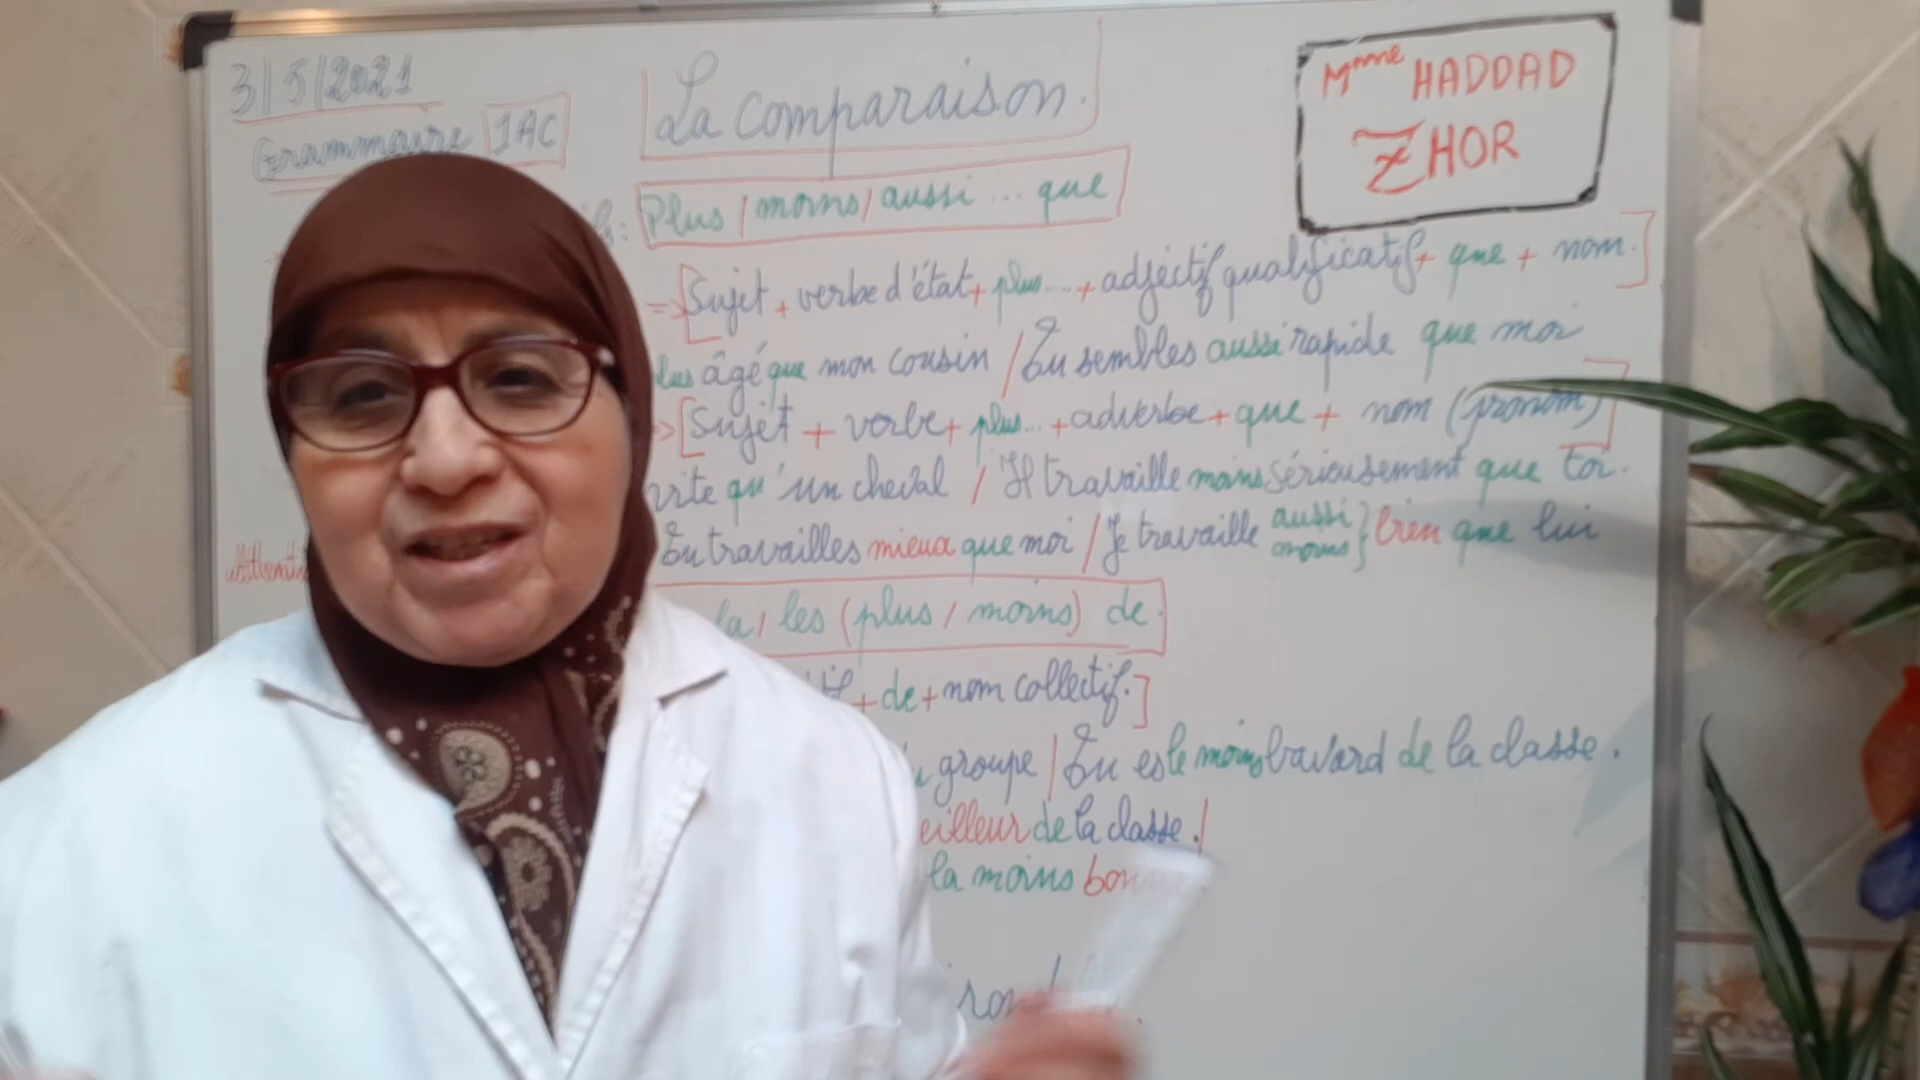 3/5/2021
La comparaison.
Mme HADDAD
ZHOR
Grammaire 1AC
Plus / moins / aussi ... que
=> [Sujet + verbe d'état + plus.... + adjectif qualificatif + que + nom.]
âgé que mon cousin / Tu sembles aussi rapide que moi
=> [Sujet + verbe + plus... + adverbe + que + nom (pronom)]
vite qu'un cheval / Il travaille moins sérieusement que toi.
Tu travailles mieux que moi / Je travaille aussi moins } bien que lui
la / les (plus / moins) de.
+ de + nom collectif.]
groupe / Tu es le moins bavard de la classe.
eilleur de la classe. /
la moins